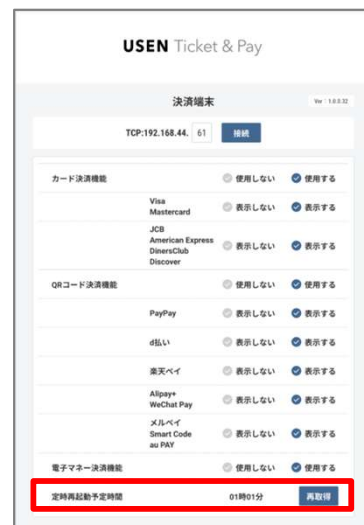 USEN Ticket & Pay
決済端末
Ver : 1.0.0.32
TCP:192.168.44. 61 接続
カード決済機能 使用しない 使用する
Visa
Mastercard 表示しない 表示する
JCB
American Express
DinersClub
Discover 表示しない 表示する
QRコード決済機能 使用しない 使用する
PayPay 表示しない 表示する
d払い 表示しない 表示する
楽天ペイ 表示しない 表示する
Alipay+
WeChat Pay 表示しない 表示する
メルペイ
Smart Code
au PAY 表示しない 表示する
電子マネー決済機能 使用しない 使用する
定時再起動予定時間 01時01分 再取得